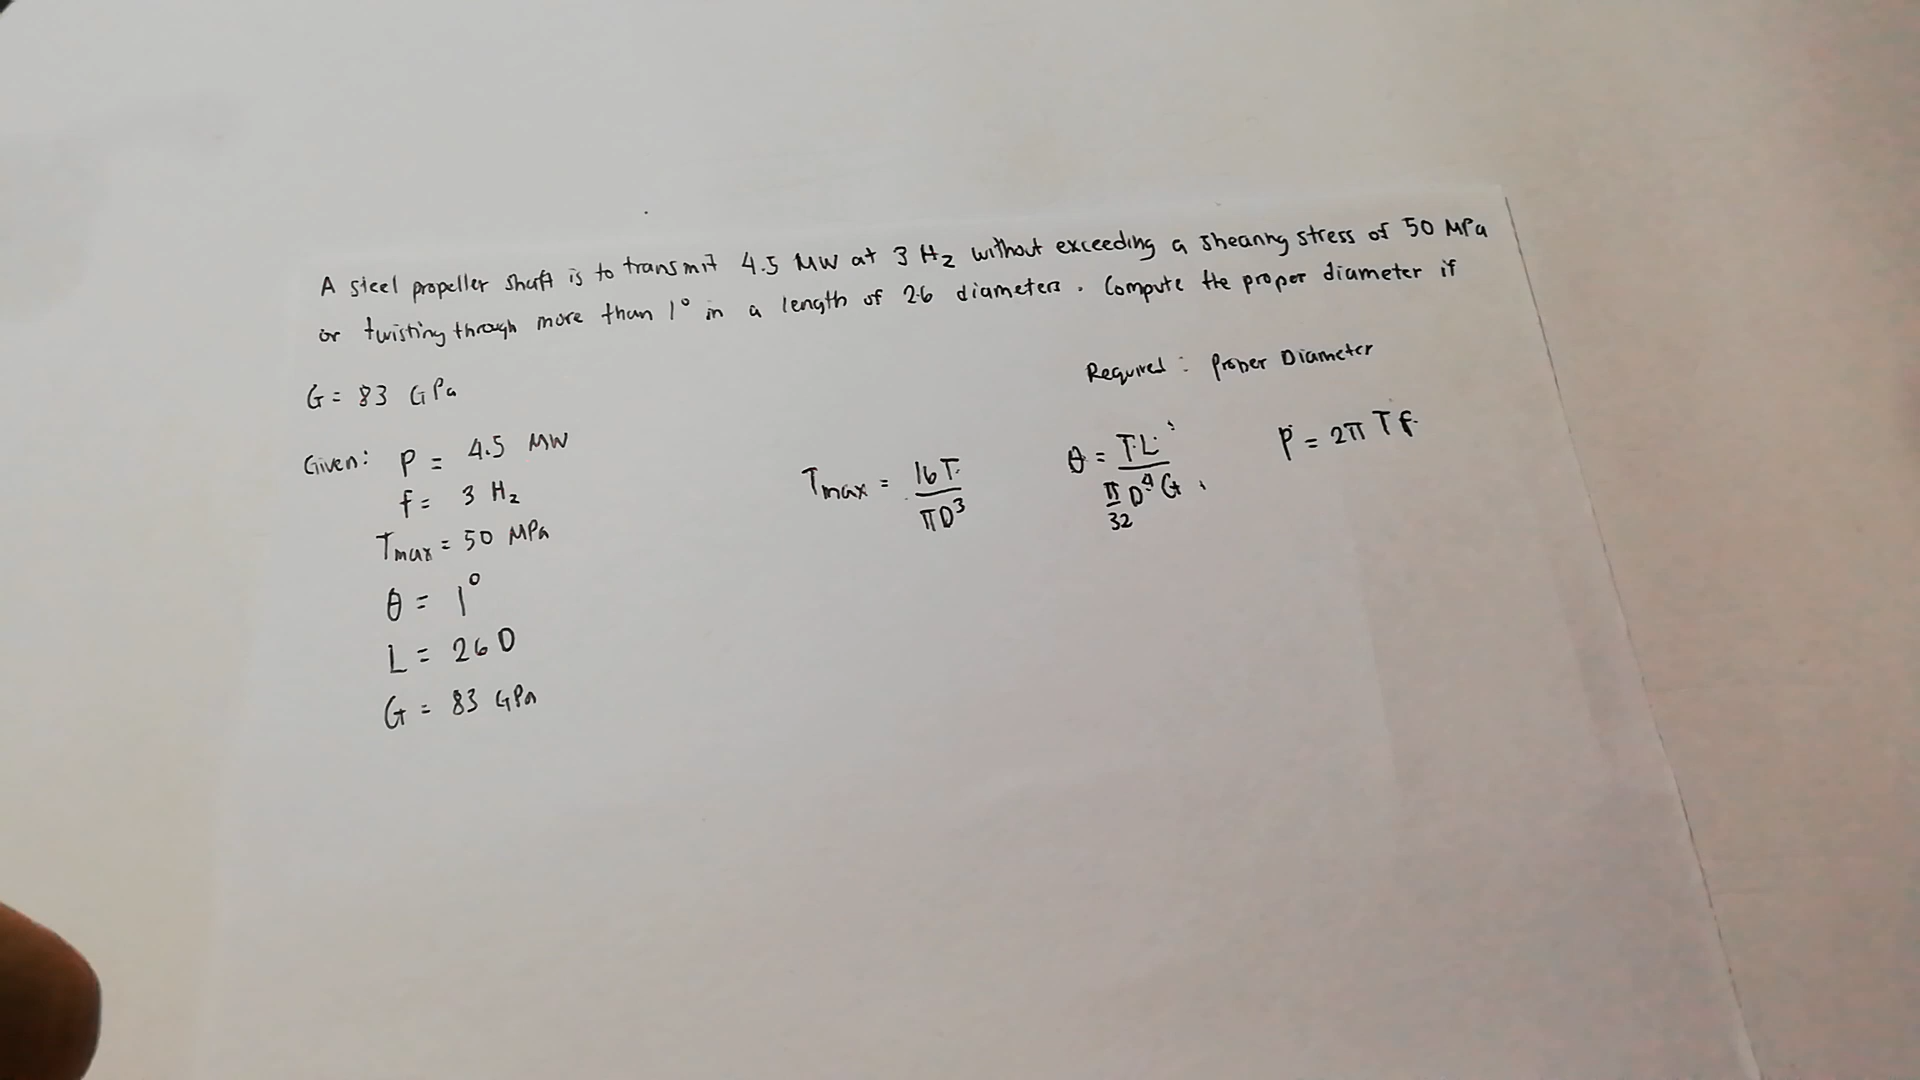 A steel propeller shaft is to transmit 4.5 MW at 3 Hz without exceeding a shearing stress of 50 MPa
or twisting through more than 1° in a length of 26 diameters. Compute the proper diameter if
G = 83 GPa
Required : Proper Diameter
Given: P = 4.5 MW
f = 3 Hz
Tmax = 50 MPa
θ = 1°
L = 26 D
G = 83 GPa
Tmax = 16T / πD³
θ = T.L / π/32 D⁴ G
P = 2π T f